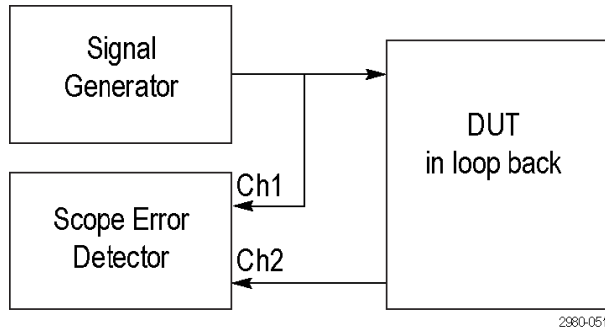 Signal
Generator
DUT
in loop back
Ch1
Scope Error
Detector
Ch2
2980-051